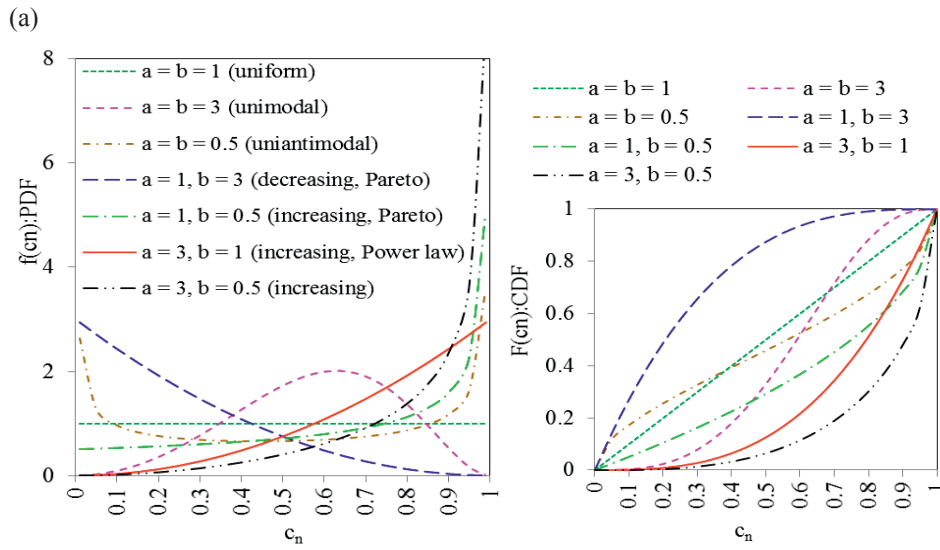 (a)
f(cn):PDF
8
6
4
2
0
a = b = 1 (uniform)
a = b = 3 (unimodal)
a = b = 0.5 (uniantimodal)
a = 1, b = 3 (decreasing, Pareto)
a = 1, b = 0.5 (increasing, Pareto)
a = 3, b = 1 (increasing, Power law)
a = 3, b = 0.5 (increasing)
0 0.1 0.2 0.3 0.4 0.5 0.6 0.7 0.8 0.9 1
cn
a = b = 1 a = b = 3
a = b = 0.5 a = 1, b = 3
a = 1, b = 0.5 a = 3, b = 1
a = 3, b = 0.5
F(cn):CDF
1
0.8
0.6
0.4
0.2
0
0 0.1 0.2 0.3 0.4 0.5 0.6 0.7 0.8 0.9 1
cn